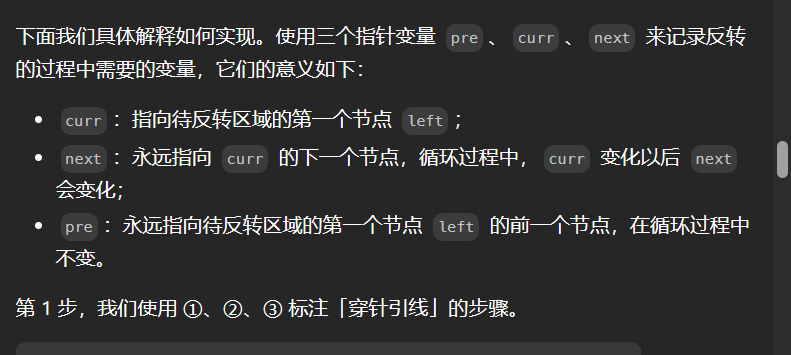 下面我们具体解释如何实现。使用三个指针变量 pre 、 curr 、 next 来记录反转
的过程中需要的变量，它们的意义如下：
• curr ：指向待反转区域的第一个节点 left ；
• next ：永远指向 curr 的下一个节点，循环过程中， curr 变化以后 next
会变化；
• pre ：永远指向待反转区域的第一个节点 left 的前一个节点，在循环过程中
不变。
第 1 步，我们使用 ①、②、③ 标注「穿针引线」的步骤。